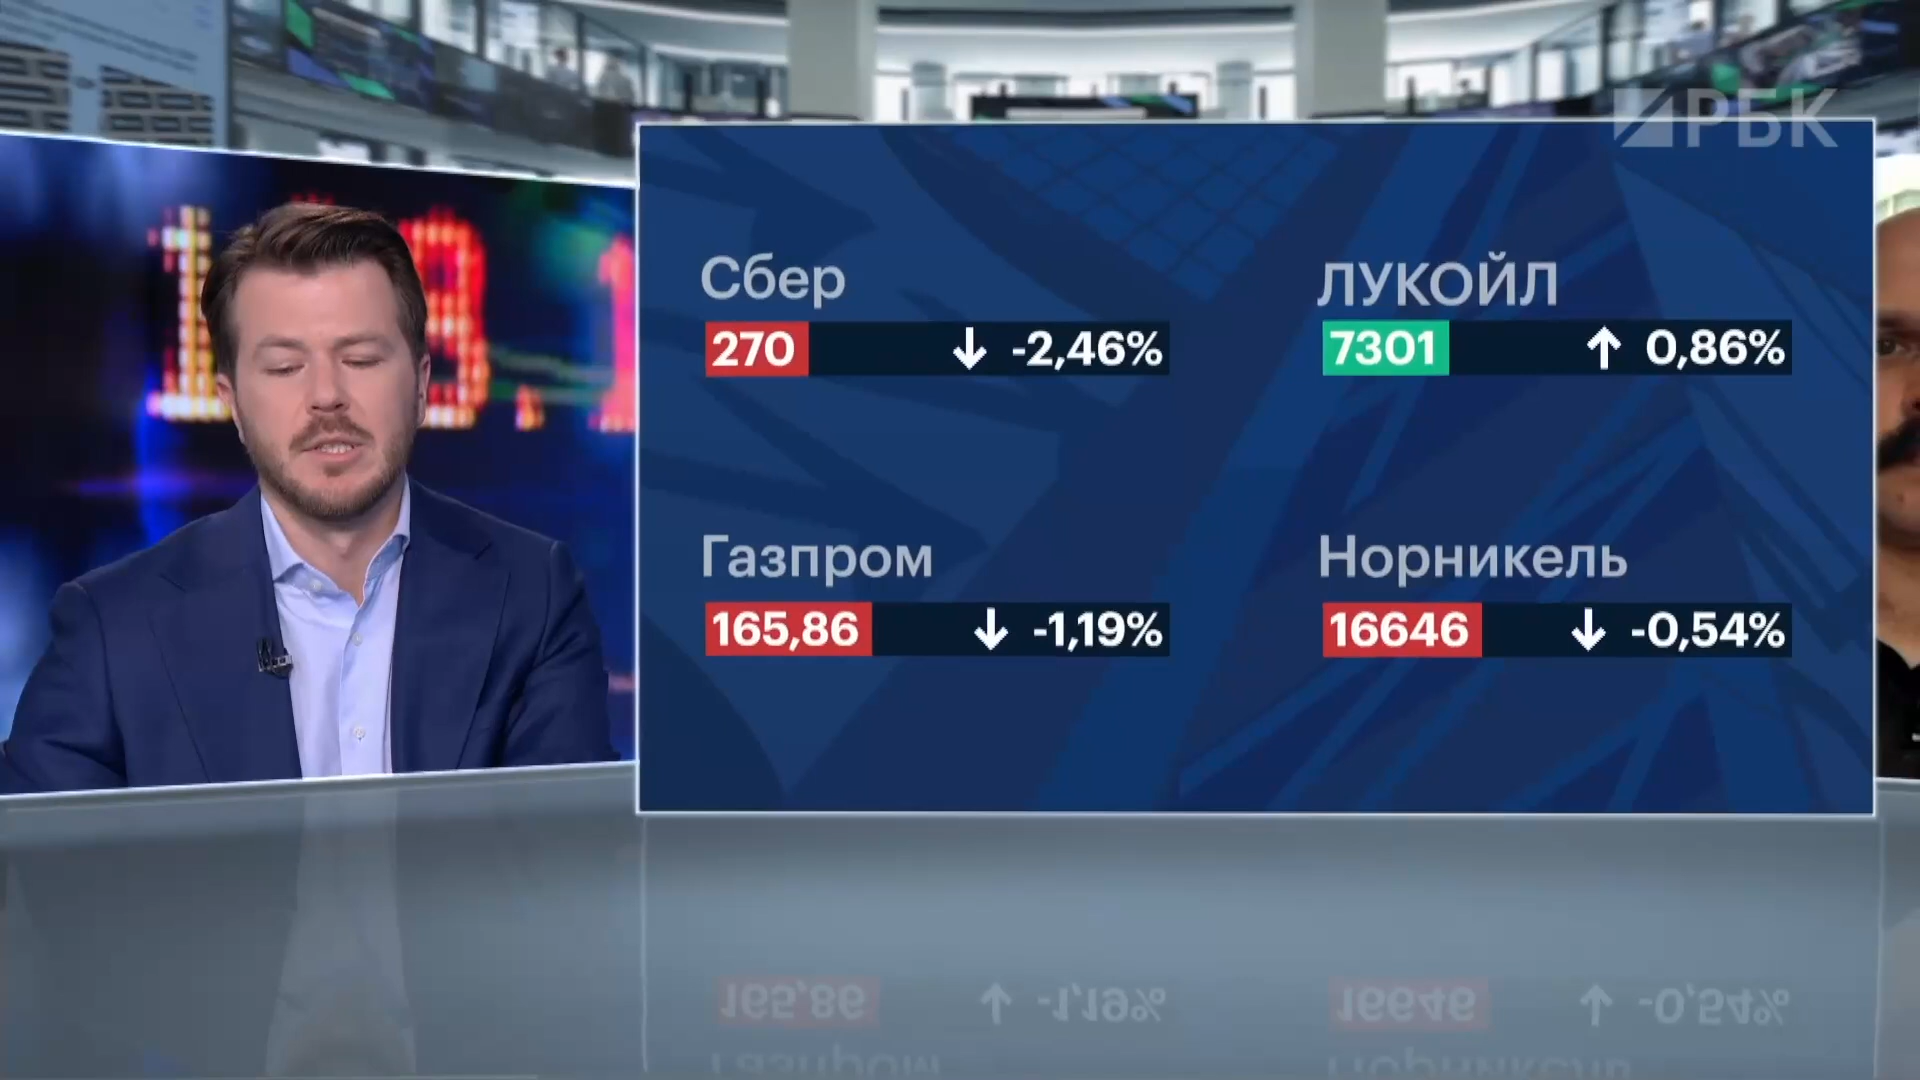 РБК
Сбер
270 ↓ -2,46%
ЛУКОЙЛ
7301 ↑ 0,86%
Газпром
165,86 ↓ -1,19%
Норникель
16646 ↓ -0,54%